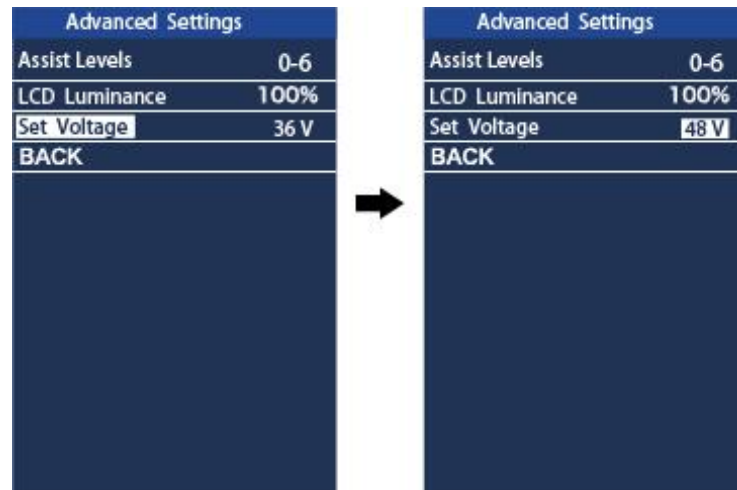 Advanced Settings
Assist Levels 0-6
LCD Luminance 100%
Set Voltage 36 V
BACK
Advanced Settings
Assist Levels 0-6
LCD Luminance 100%
Set Voltage 48 V
BACK